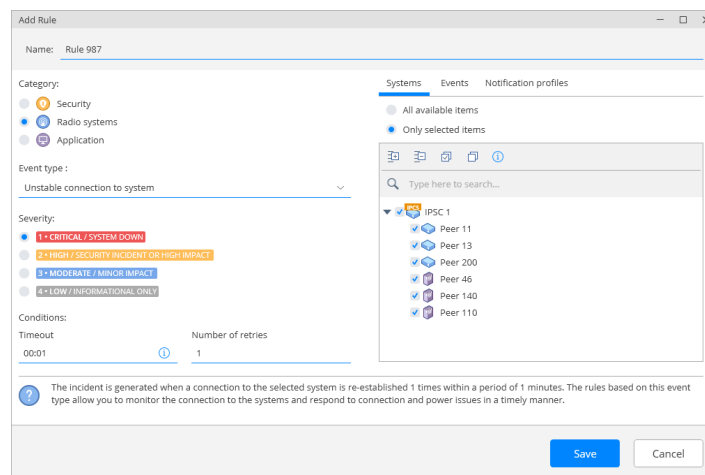 Add Rule
Name: Rule 987
Category:
Security
Radio systems
Application
Event type :
Unstable connection to system
Severity:
1 • CRITICAL / SYSTEM DOWN
2 • HIGH / SECURITY INCIDENT OR HIGH IMPACT
3 • MODERATE / MINOR IMPACT
4 • LOW / INFORMATIONAL ONLY
Conditions:
Timeout Number of retries
00:01 1
Systems Events Notification profiles
All available items
Only selected items
Type here to search...
IPSC IPSC 1
Peer 11
Peer 13
Peer 200
Peer 46
Peer 140
Peer 110
The incident is generated when a connection to the selected system is re-established 1 times within a period of 1 minutes. The rules based on this event
type allow you to monitor the connection to the systems and respond to connection and power issues in a timely manner.
Save Cancel